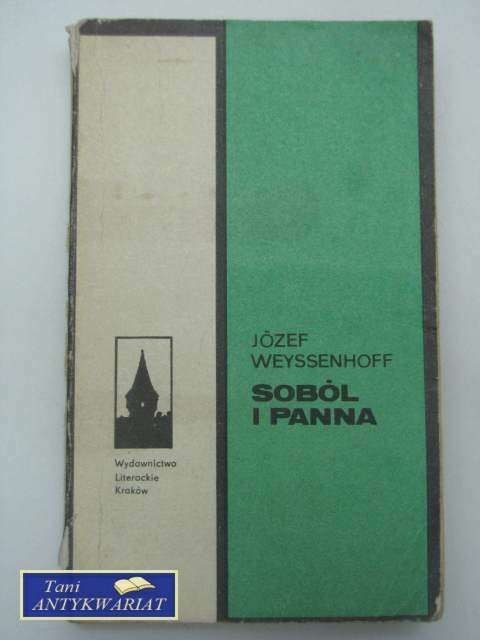 JÓZEF
WEYSSENHOFF
SOBÓL
I PANNA
Wydawnictwo
Literackie
Kraków
Tani
ANTYKWARIAT